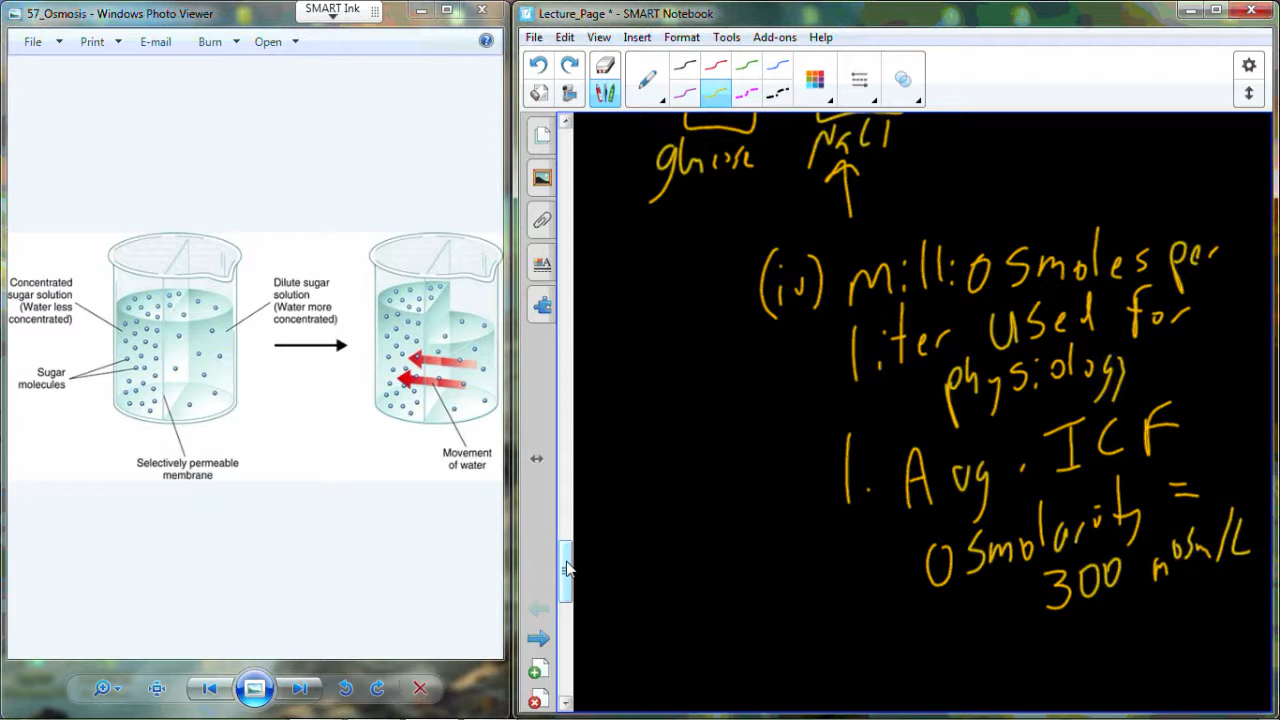 57_Osmosis - Windows Photo Viewer
SMART Ink
File Print E-mail Burn Open
Concentrated
sugar solution
(Water less
concentrated)
Dilute sugar
solution
(Water more
concentrated)
Sugar
molecules
Selectively permeable
membrane
Movement
of water
Lecture_Page * - SMART Notebook
File Edit View Insert Format Tools Add-ons Help
glucose NaCl
(iv) Milliosmoles per
liter used for
physiology
1. Avg. ICF
osmolarity =
300 mosm/L